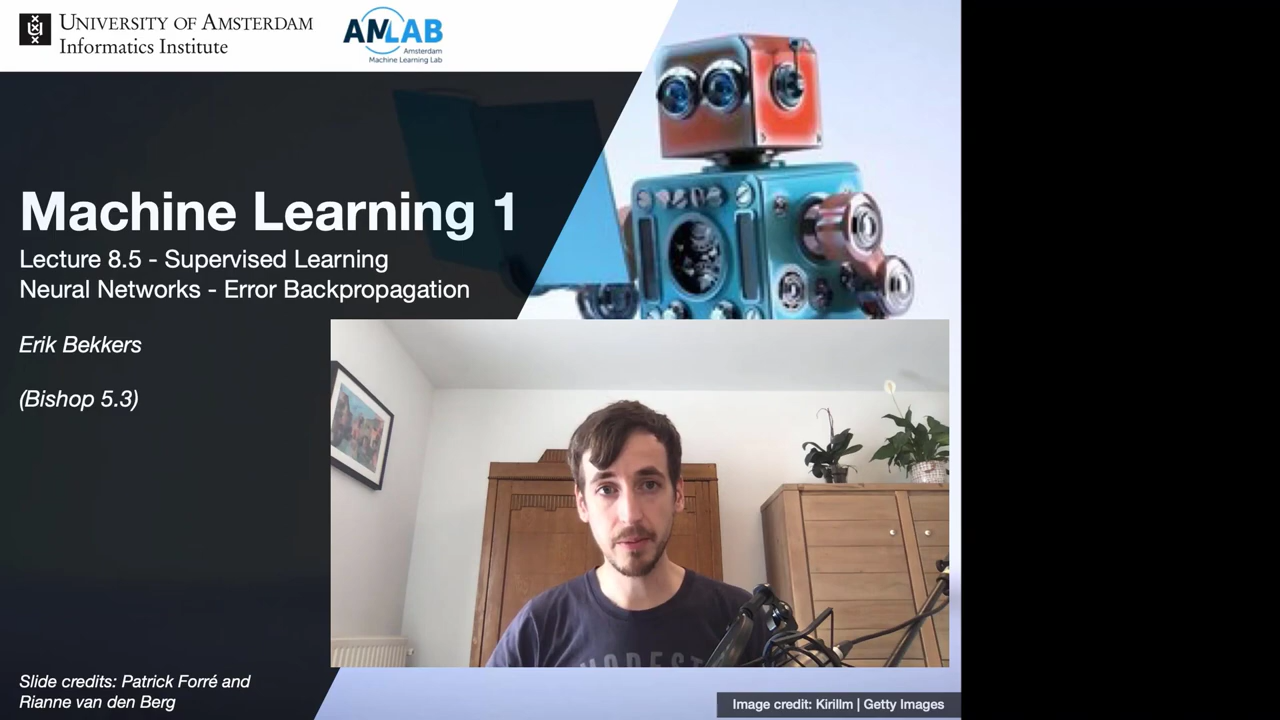 UNIVERSITY OF AMSTERDAM
Informatics Institute
AMLAB
Amsterdam
Machine Learning Lab
Machine Learning 1
Lecture 8.5 - Supervised Learning
Neural Networks - Error Backpropagation
Erik Bekkers
(Bishop 5.3)
Slide credits: Patrick Forré and
Rianne van den Berg
Image credit: Kirillm | Getty Images